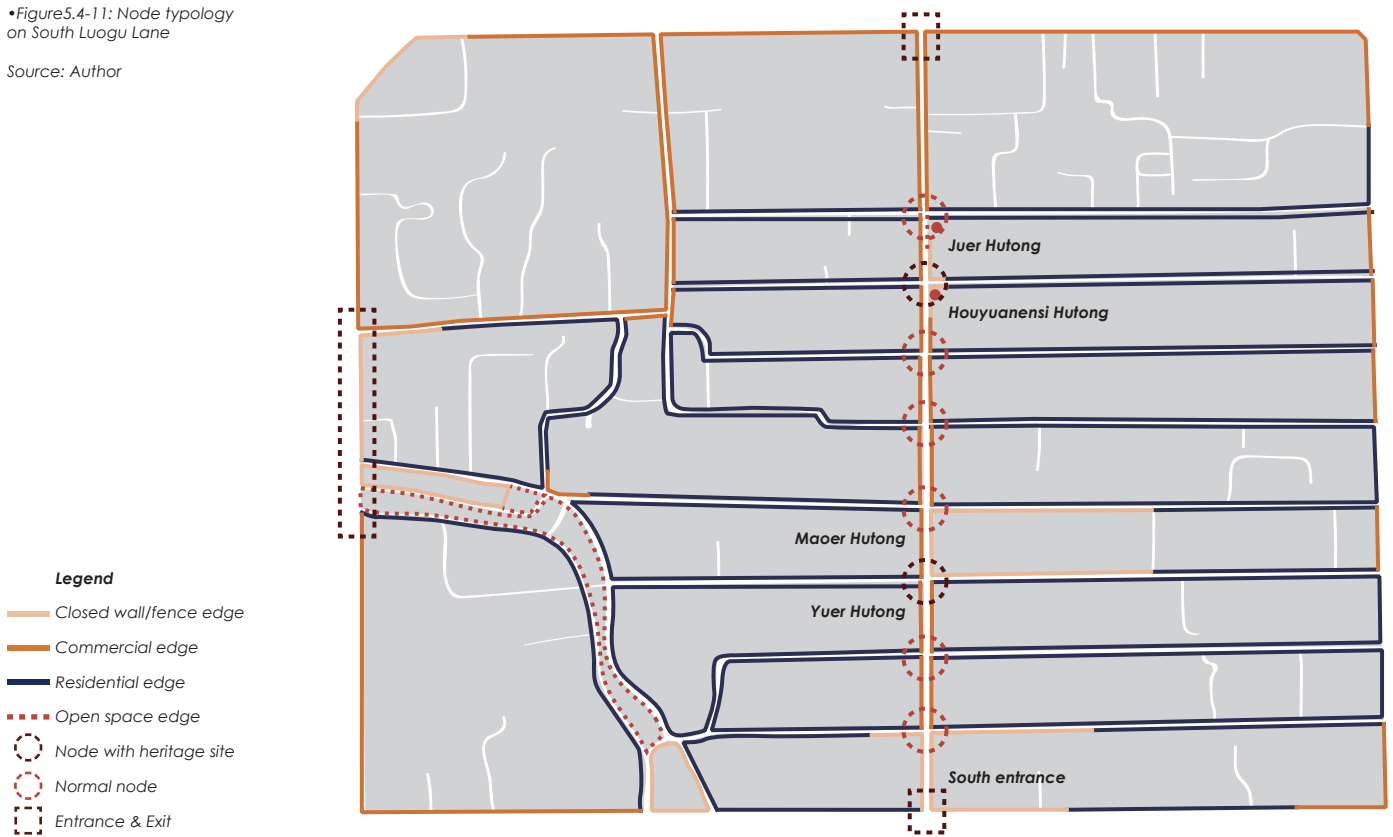 •Figure5.4-11: Node typology
on South Luogu Lane
Source: Author
Juer Hutong
Houyuanensi Hutong
Maoer Hutong
Yuer Hutong
South entrance
Legend
Closed wall/fence edge
Commercial edge
Residential edge
Open space edge
Node with heritage site
Normal node
Entrance & Exit